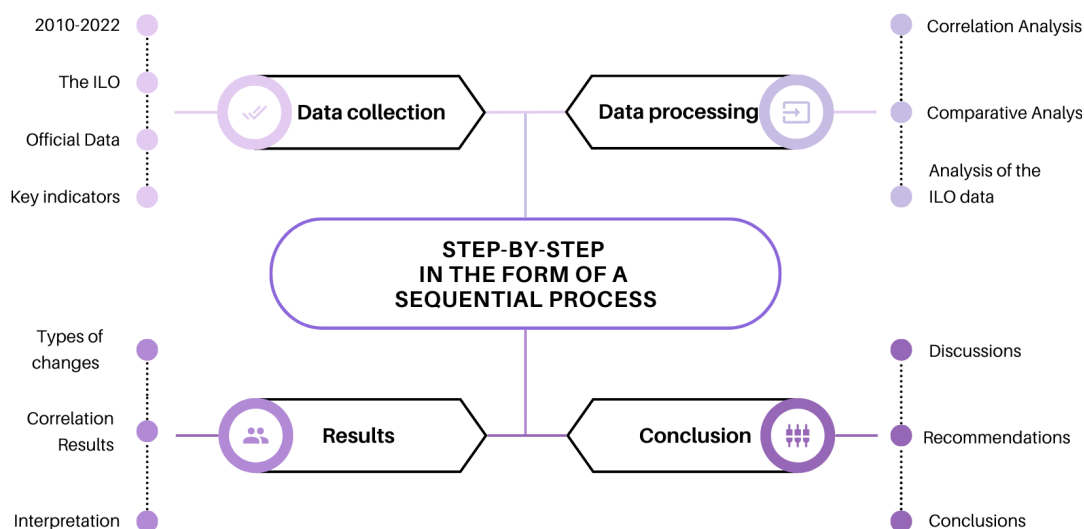 2010-2022
The ILO
Official Data
Key indicators
Data collection
Data processing
Correlation Analysis
Comparative Analys
Analysis of the
ILO data
STEP-BY-STEP
IN THE FORM OF A
SEQUENTIAL PROCESS
Types of
changes
Correlation
Results
Interpretation
Results
Conclusion
Discussions
Recommendations
Conclusions